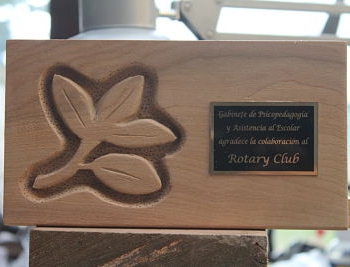 Gabinete de Psicopedagogía
y Asistencia al Escolar
agradece la colaboración al
Rotary Club